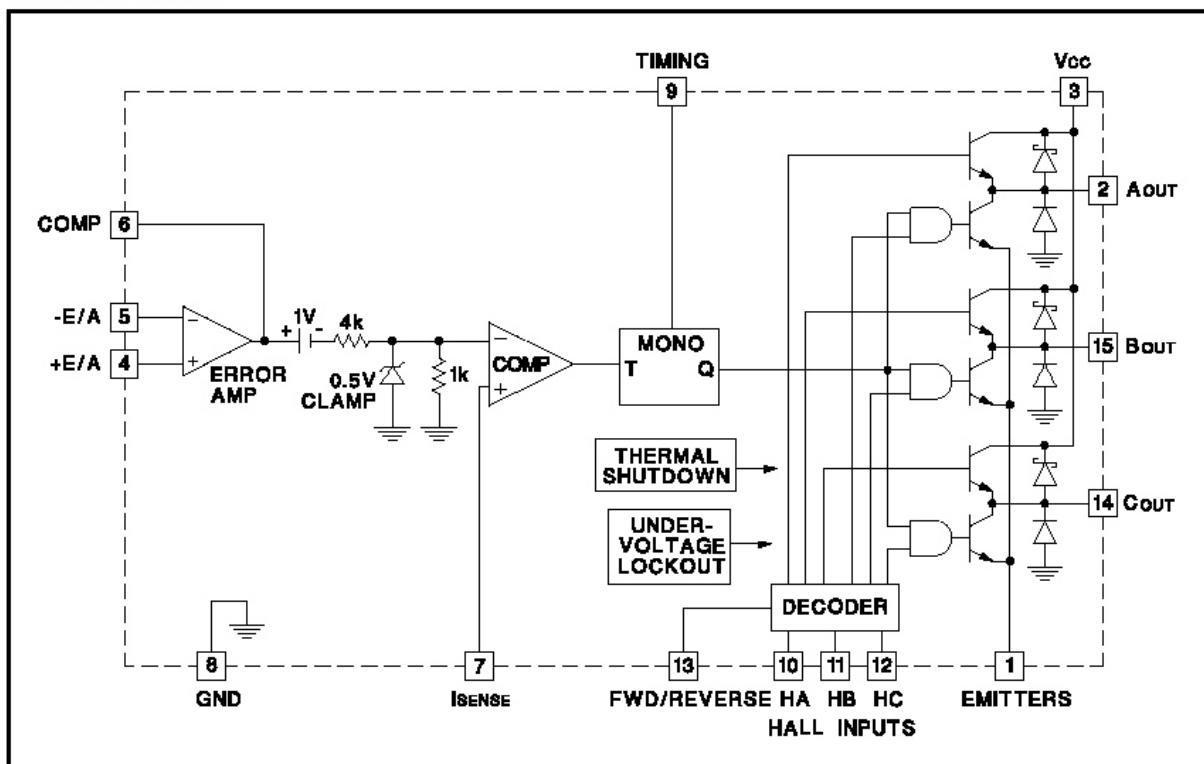 TIMING
9
VCC
3
2 AOUT
COMP 6
-E/A 5
+E/A 4
ERROR
AMP
+ 1V -
4k
0.5V
CLAMP
1k
-
+
-
+
COMP
MONO
T Q
15 BOUT
THERMAL
SHUTDOWN
14 COUT
UNDER-
VOLTAGE
LOCKOUT
DECODER
8
GND
7
ISENSE
13 10 11 12
FWD/REVERSE HA HB HC
HALL INPUTS
1
EMITTERS